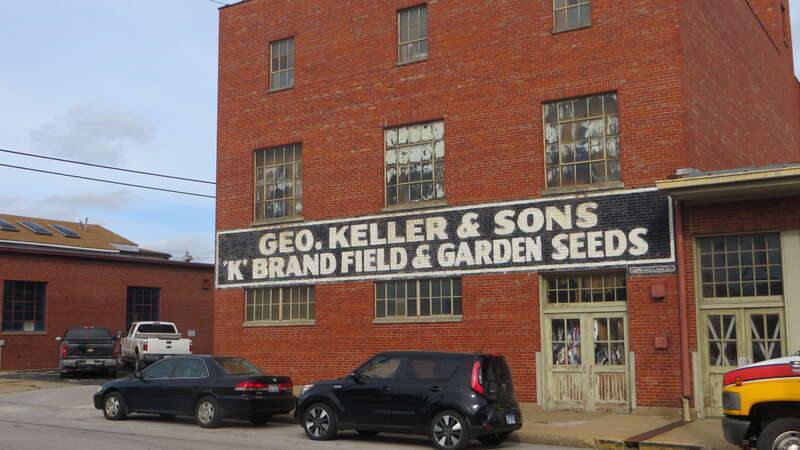 GEO. KELLER & SONS
'K' BRAND FIELD & GARDEN SEEDS